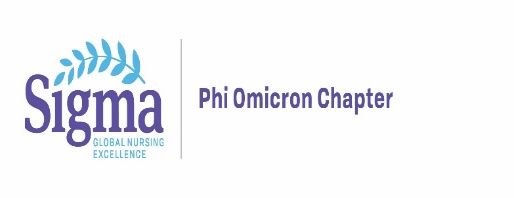 Sigma
GLOBAL NURSING
EXCELLENCE
Phi Omicron Chapter